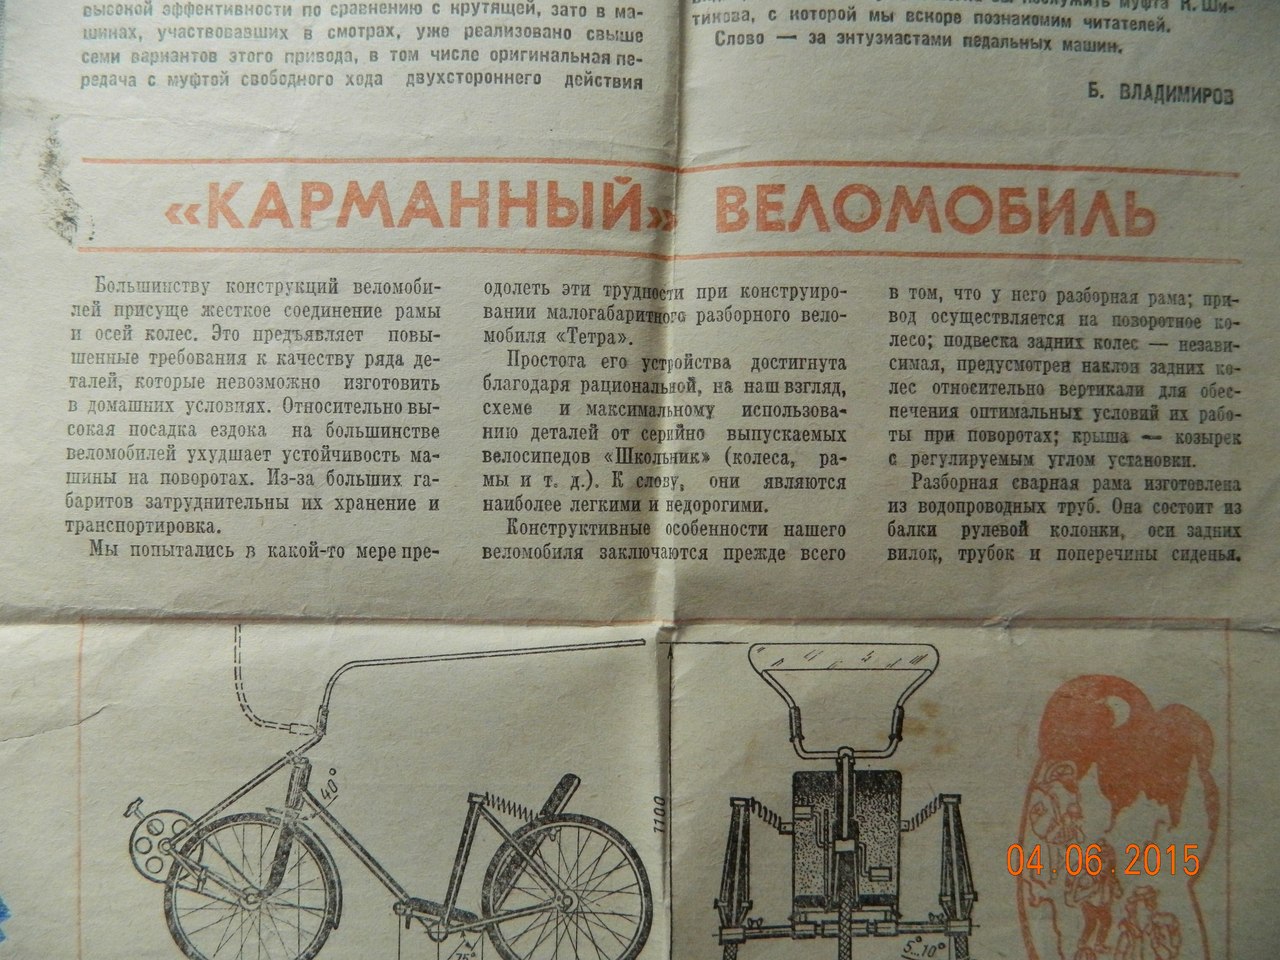 высокой эффективности по сравнению с крутящей, зато в ма-
шинах, участвовавших в смотрах, уже реализовано свыше
семи вариантов этого привода, в том числе оригинальная пе-
редача с муфтой свободного хода двухстороннего действия
муфта К. Ши-
тикова, с которой мы вскоре познакомим читателей.
Слово — за энтузиастами педальных машин.
Б. ВЛАДИМИРОВ
«КАРМАННЫЙ» ВЕЛОМОБИЛЬ
Большинству конструкций веломоби-
лей присуще жесткое соединение рамы
и осей колес. Это предъявляет повы-
шенные требования к качеству ряда де-
талей, которые невозможно изготовить
в домашних условиях. Относительно вы-
сокая посадка ездока на большинстве
веломобилей ухудшает устойчивость ма-
шины на поворотах. Из-за больших га-
баритов затруднительны их хранение и
транспортировка.
Мы попытались в какой-то мере пре-
одолеть эти трудности при конструиро-
вании малогабаритного разборного вело-
мобиля «Тетра».
Простота его устройства достигнута
благодаря рациональной, на наш взгляд,
схеме и максимальному использова-
нию деталей от серийно выпускаемых
велосипедов «Школьник» (колеса, ра-
мы и т. д.). К слову, они являются
наиболее легкими и недорогими.
Конструктивные особенности нашего
веломобиля заключаются прежде всего
в том, что у него разборная рама; при-
вод осуществляется на поворотное ко-
лесо; подвеска задних колес — незави-
симая, предусмотрен наклон задних ко-
лес относительно вертикали для обес-
печения оптимальных условий их рабо-
ты при поворотах; крыша — козырек
с регулируемым углом установки.
Разборная сварная рама изготовлена
из водопроводных труб. Она состоит из
балки рулевой колонки, оси задних
вилок, трубок и поперечины сиденья.
40°
1100
75°
5...10°
04.06.2015